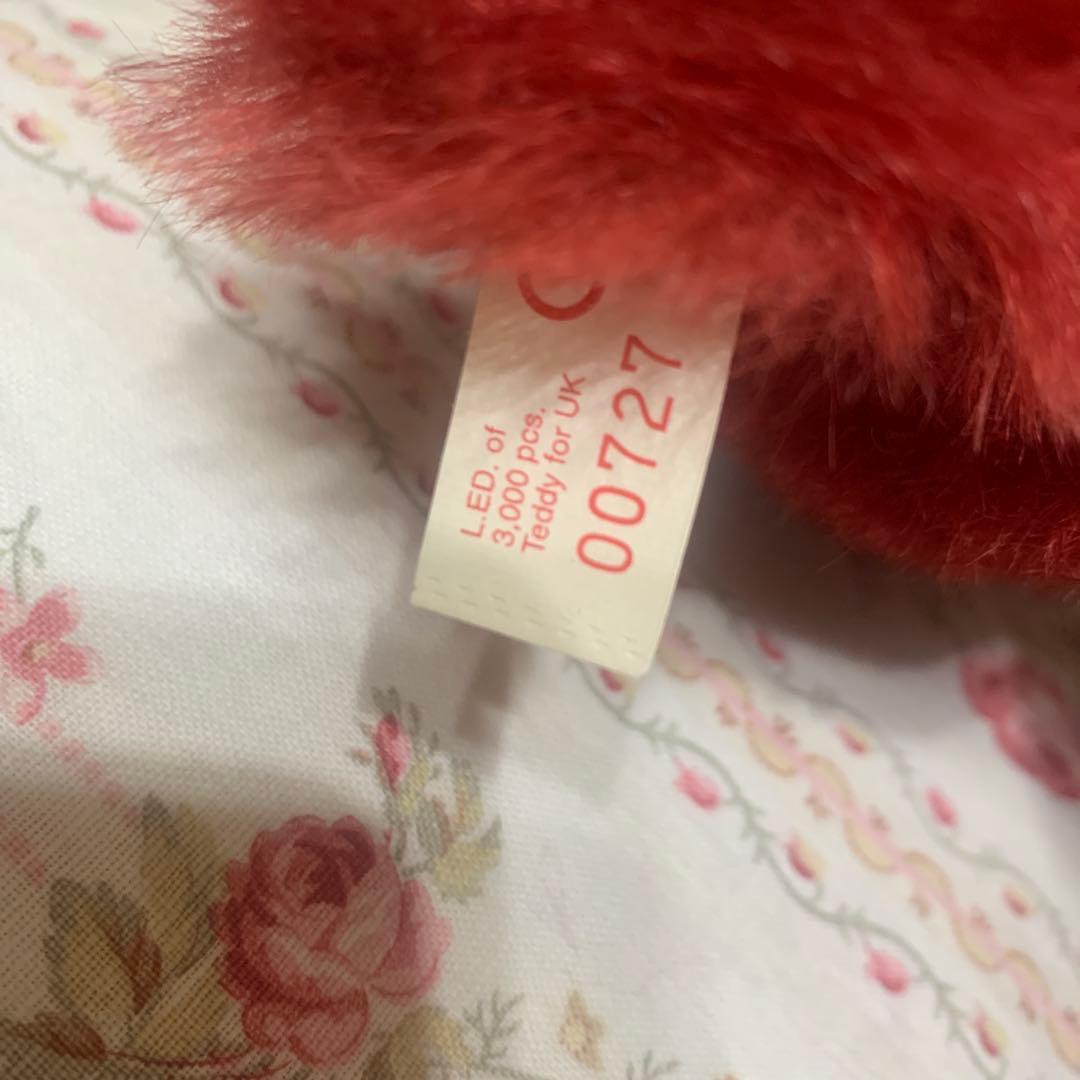 L.ED. of
3,000 pcs.
Teddy for UK
00727